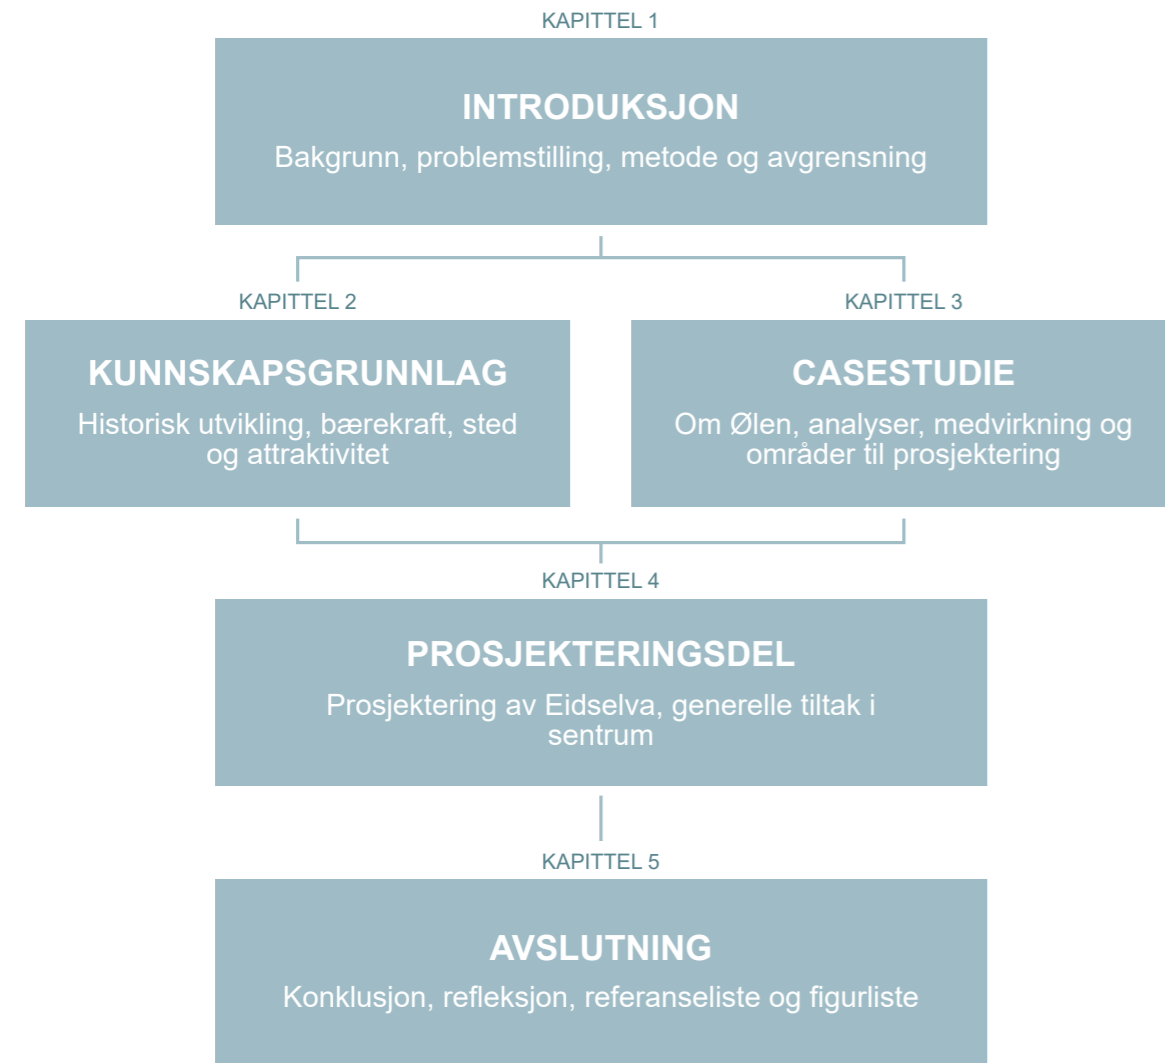 KAPITTEL 1
INTRODUKSJON
Bakgrunn, problemstilling, metode og avgrensning
KAPITTEL 2
KUNNSKAPSGRUNNLAG
Historisk utvikling, bærekraft, sted
og attraktivitet
KAPITTEL 3
CASESTUDIE
Om Ølen, analyser, medvirkning og
områder til prosjektering
KAPITTEL 4
PROSJEKTERINGSDEL
Prosjektering av Eidselva, generelle tiltak i
sentrum
KAPITTEL 5
AVSLUTNING
Konklusjon, refleksjon, referanseliste og figurliste